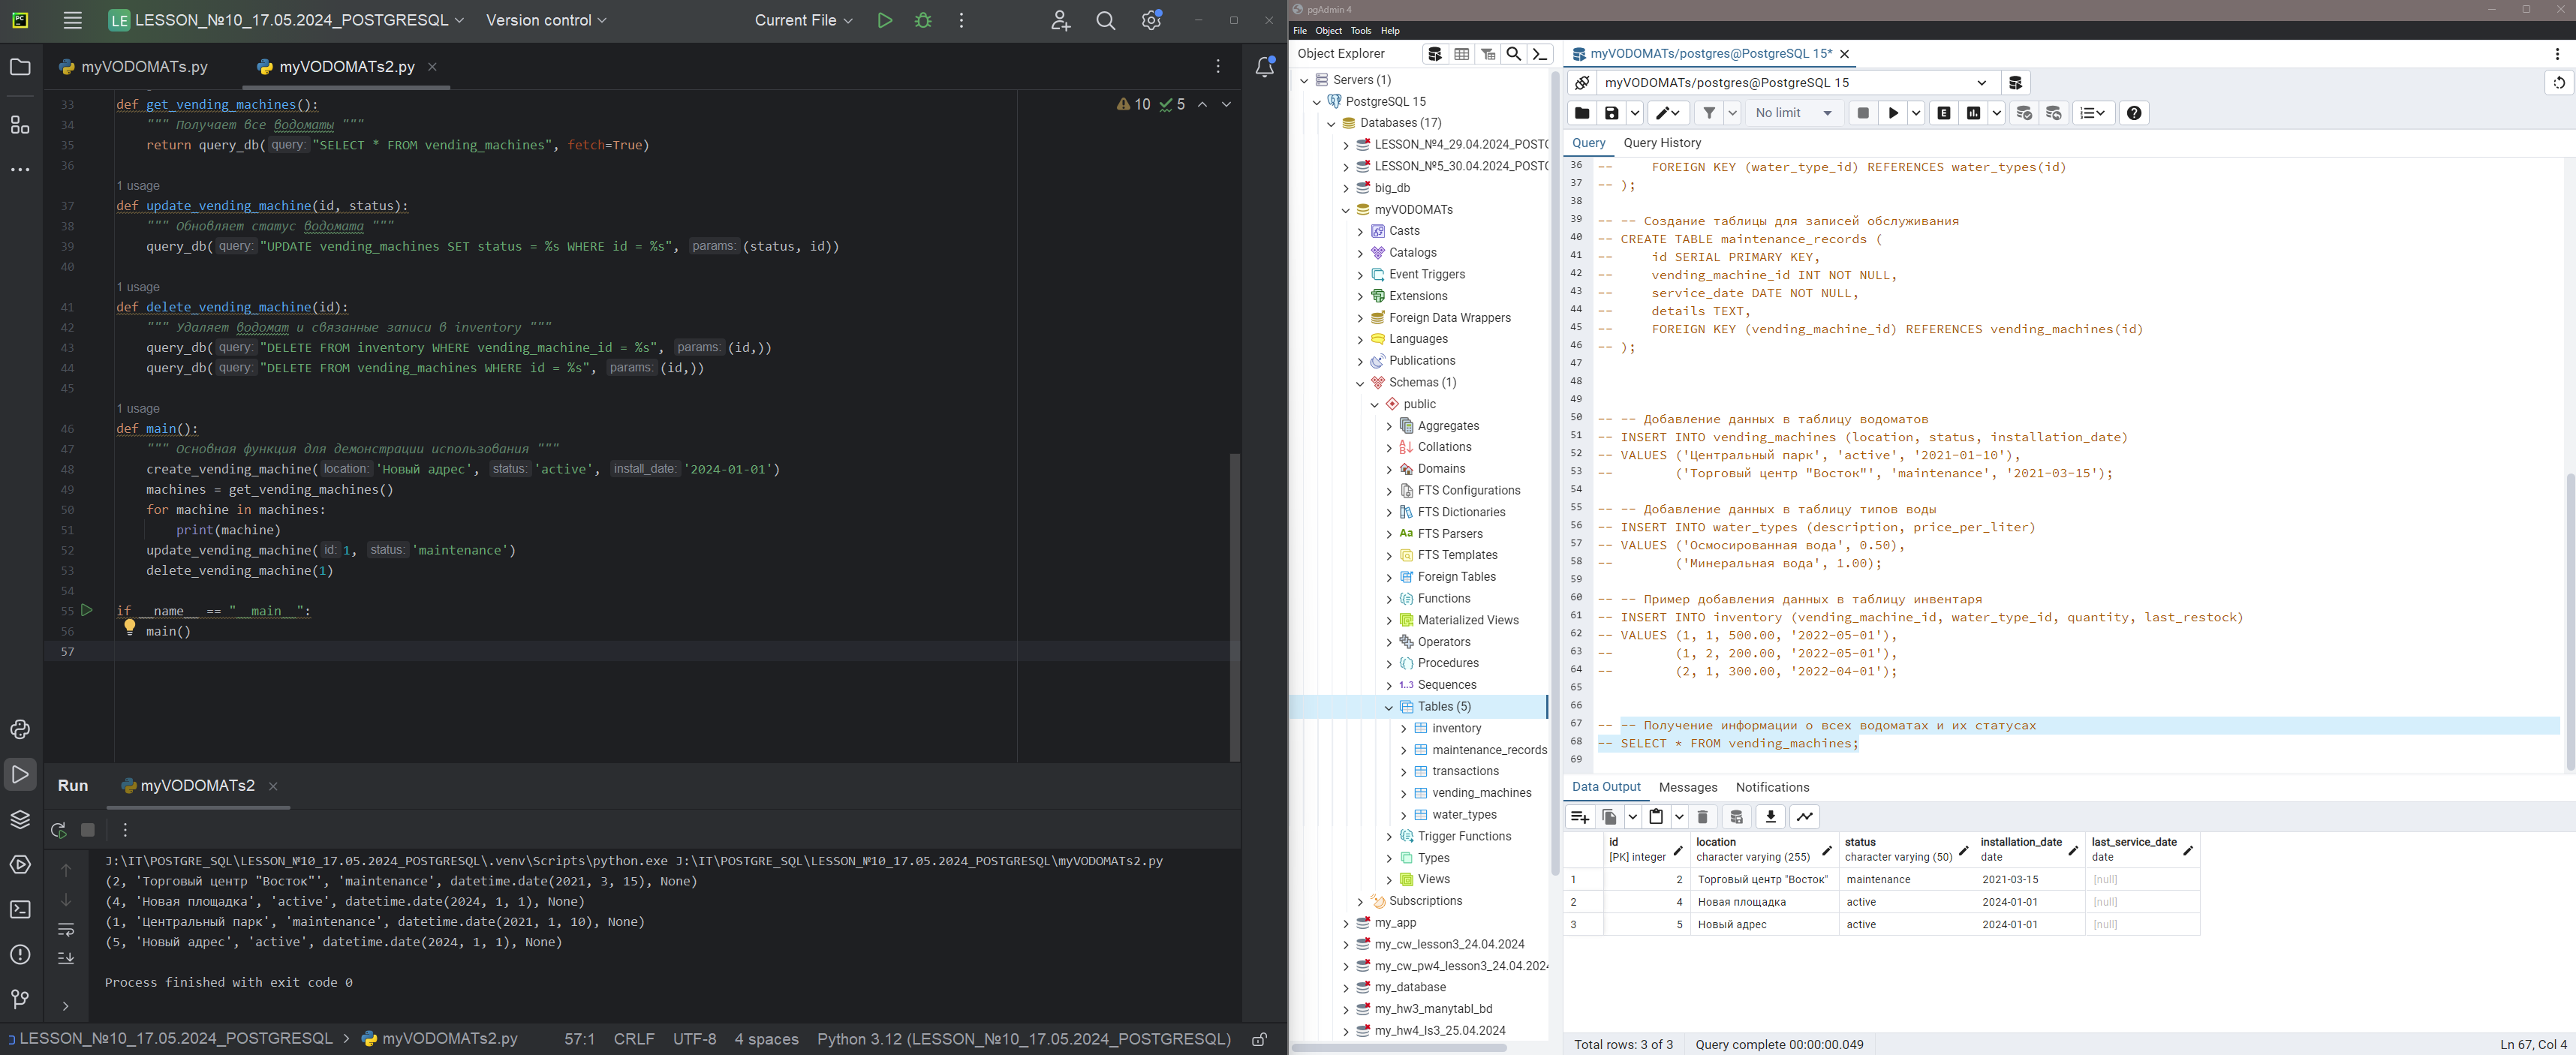 LE LESSON_№10_17.05.2024_POSTGRESQL Version control Current File
myVODOMATs.py myVODOMATs2.py
10 5
33 def get_vending_machines():
34 """ Получает все водоматы """
35 return query_db( query: "SELECT * FROM vending_machines", fetch=True)
36
1 usage
37 def update_vending_machine(id, status):
38 """ Обновляет статус водомата """
39 query_db( query: "UPDATE vending_machines SET status = %s WHERE id = %s", params: (status, id))
40
1 usage
41 def delete_vending_machine(id):
42 """ Удаляет водомат и связанные записи в inventory """
43 query_db( query: "DELETE FROM inventory WHERE vending_machine_id = %s", params: (id,))
44 query_db( query: "DELETE FROM vending_machines WHERE id = %s", params: (id,))
45
1 usage
46 def main():
47 """ Основная функция для демонстрации использования """
48 create_vending_machine( location: 'Новый адрес', status: 'active', install_date: '2024-01-01')
49 machines = get_vending_machines()
50 for machine in machines:
51 print(machine)
52 update_vending_machine( id: 1, status: 'maintenance')
53 delete_vending_machine(1)
54
55 if __name__ == "__main__":
56 main()
57
Run myVODOMATs2
J:\IT\POSTGRE_SQL\LESSON_№10_17.05.2024_POSTGRESQL\.venv\Scripts\python.exe J:\IT\POSTGRE_SQL\LESSON_№10_17.05.2024_POSTGRESQL\myVODOMATs2.py
(2, 'Торговый центр "Восток"', 'maintenance', datetime.date(2021, 3, 15), None)
(4, 'Новая площадка', 'active', datetime.date(2024, 1, 1), None)
(1, 'Центральный парк', 'maintenance', datetime.date(2021, 1, 10), None)
(5, 'Новый адрес', 'active', datetime.date(2024, 1, 1), None)
Process finished with exit code 0
LESSON_№10_17.05.2024_POSTGRESQL > myVODOMATs2.py 57:1 CRLF UTF-8 4 spaces Python 3.12 (LESSON_№10_17.05.2024_POSTGRESQL)
pgAdmin 4
File Object Tools Help
Object Explorer
Servers (1)
PostgreSQL 15
Databases (17)
LESSON_№4_29.04.2024_POSTG
LESSON_№5_30.04.2024_POSTG
big_db
myVODOMATs
Casts
Catalogs
Event Triggers
Extensions
Foreign Data Wrappers
Languages
Publications
Schemas (1)
public
Aggregates
Collations
Domains
FTS Configurations
FTS Dictionaries
Aa FTS Parsers
FTS Templates
Foreign Tables
Functions
Materialized Views
Operators
Procedures
1..3 Sequences
Tables (5)
inventory
maintenance_records
transactions
vending_machines
water_types
Trigger Functions
Types
Views
Subscriptions
my_app
my_cw_lesson3_24.04.2024
my_cw_pw4_lesson3_24.04.2024
my_database
my_hw3_manytabl_bd
my_hw4_ls3_25.04.2024
myVODOMATs/postgres@PostgreSQL 15*
myVODOMATs/postgres@PostgreSQL 15
No limit
Query Query History
36 -- FOREIGN KEY (water_type_id) REFERENCES water_types(id)
37 -- );
38
39 -- -- Создание таблицы для записей обслуживания
40 -- CREATE TABLE maintenance_records (
41 -- id SERIAL PRIMARY KEY,
42 -- vending_machine_id INT NOT NULL,
43 -- service_date DATE NOT NULL,
44 -- details TEXT,
45 -- FOREIGN KEY (vending_machine_id) REFERENCES vending_machines(id)
46 -- );
47
48
49
50 -- -- Добавление данных в таблицу водоматов
51 -- INSERT INTO vending_machines (location, status, installation_date)
52 -- VALUES ('Центральный парк', 'active', '2021-01-10'),
53 -- ('Торговый центр "Восток"', 'maintenance', '2021-03-15');
54
55 -- -- Добавление данных в таблицу типов воды
56 -- INSERT INTO water_types (description, price_per_liter)
57 -- VALUES ('Осмосированная вода', 0.50),
58 -- ('Минеральная вода', 1.00);
59
60 -- -- Пример добавления данных в таблицу инвентаря
61 -- INSERT INTO inventory (vending_machine_id, water_type_id, quantity, last_restock)
62 -- VALUES (1, 1, 500.00, '2022-05-01'),
63 -- (1, 2, 200.00, '2022-05-01'),
64 -- (2, 1, 300.00, '2022-04-01');
65
66
67 -- -- Получение информации о всех водоматах и их статусах
68 -- SELECT * FROM vending_machines;
69
Data Output Messages Notifications
id location status installation_date last_service_date
[PK] integer character varying (255) character varying (50) date date
1 2 Торговый центр "Восток" maintenance 2021-03-15 [null]
2 4 Новая площадка active 2024-01-01 [null]
3 5 Новый адрес active 2024-01-01 [null]
Total rows: 3 of 3 Query complete 00:00:00.049 Ln 67, Col 4